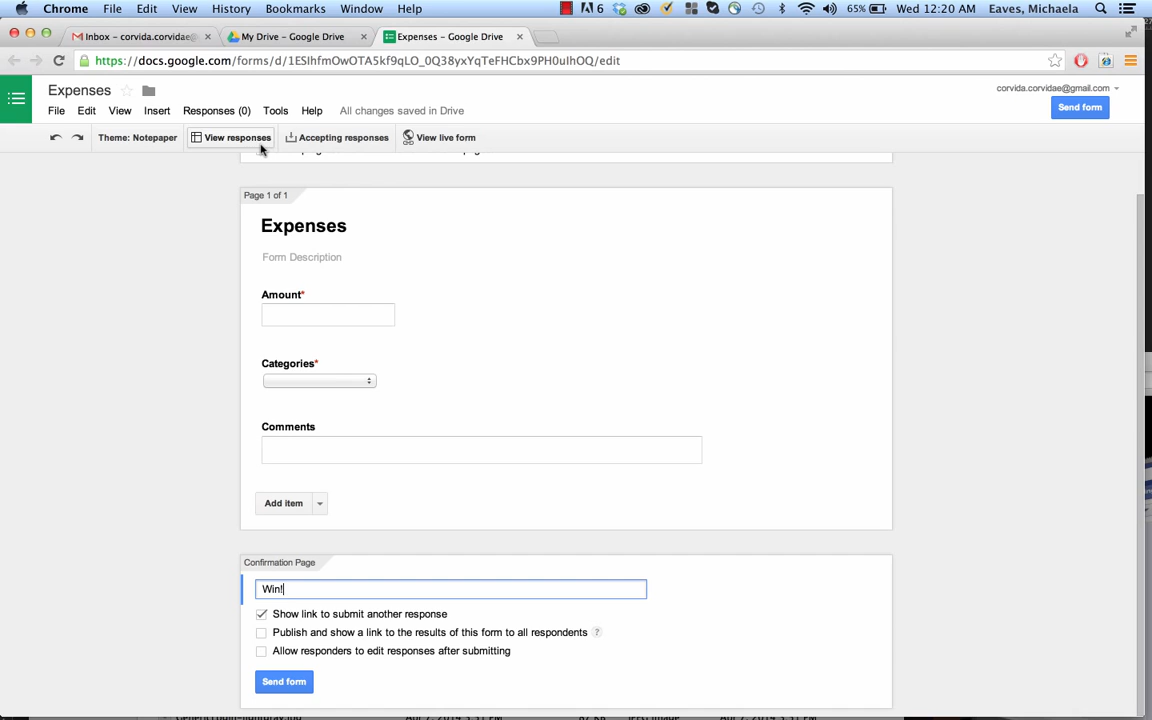 Chrome File Edit View History Bookmarks Window Help 6 65% Wed 12:20 AM Eaves, Michaela
Inbox – corvida.corvidae@ × My Drive – Google Drive × Expenses – Google Drive ×
https://docs.google.com/forms/d/1ESIhfmOwOTA5kf9qLO_0Q38yxYqTeFHCbx9PH0uIhOQ/edit
Expenses corvida.corvidae@gmail.com
File Edit View Insert Responses (0) Tools Help All changes saved in Drive Send form
Theme: Notepaper View responses Accepting responses View live form
Page 1 of 1
Expenses
Form Description
Amount*
Categories*
Comments
Add item
Confirmation Page
Win!
Show link to submit another response
Publish and show a link to the results of this form to all respondents ?
Allow responders to edit responses after submitting
Send form